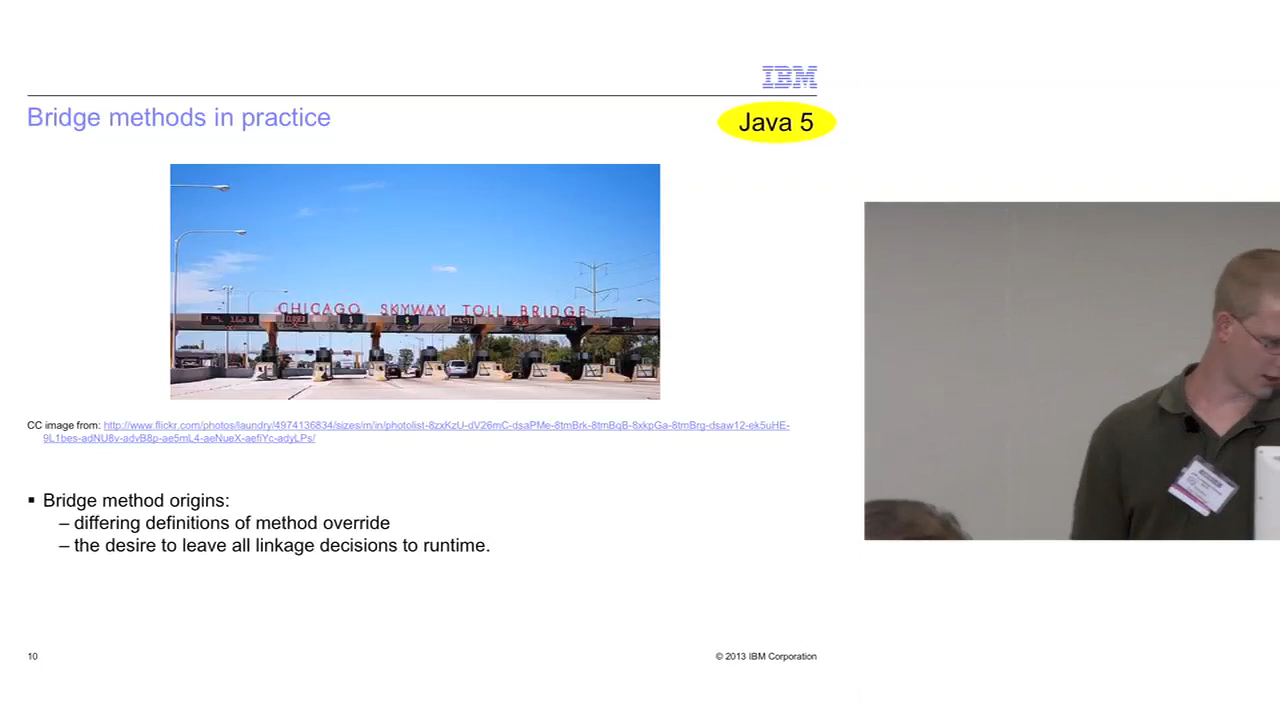 IBM
Bridge methods in practice
Java 5
CHICAGO SKYWAY TOLL BRIDGE
CC image from: http://www.flickr.com/photos/laundry/4974136834/sizes/m/in/photolist-8zxKzU-dV26mC-dsaPMe-8tmBrk-8tmBqB-8xkpGa-8tmBrg-dsaw12-ek5uHE-
9L1bes-adNU8v-advB8p-ae5mL4-aeNueX-aefiYc-adyLPs/
▪ Bridge method origins:
– differing definitions of method override
– the desire to leave all linkage decisions to runtime.
10
© 2013 IBM Corporation